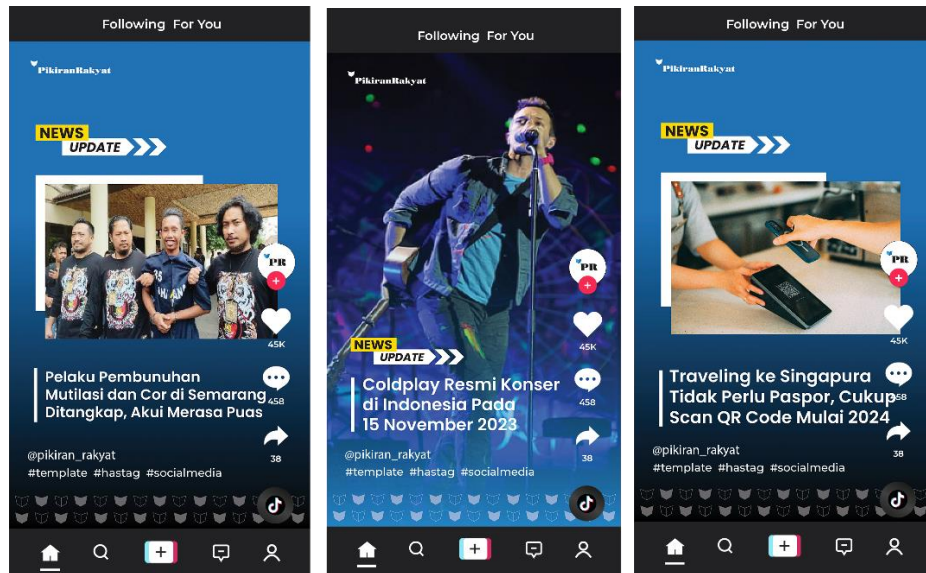 Following For You
PikiranRakyat
NEWS
UPDATE
PR
45K
Pelaku Pembunuhan
Mutilasi dan Cor di Semarang
Ditangkap, Akui Merasa Puas
458
@pikiran_rakyat
38
#template #hastag #socialmedia
Following For You
PikiranRakyat
PR
45K
NEWS
UPDATE
Coldplay Resmi Konser
di Indonesia Pada
15 November 2023
458
@pikiran_rakyat
38
#template #hastag #socialmedia
Following For You
PikiranRakyat
NEWS
UPDATE
PR
45K
Traveling ke Singapura
Tidak Perlu Paspor, Cukup
Scan QR Code Mulai 2024
458
@pikiran_rakyat
38
#template #hastag #socialmedia